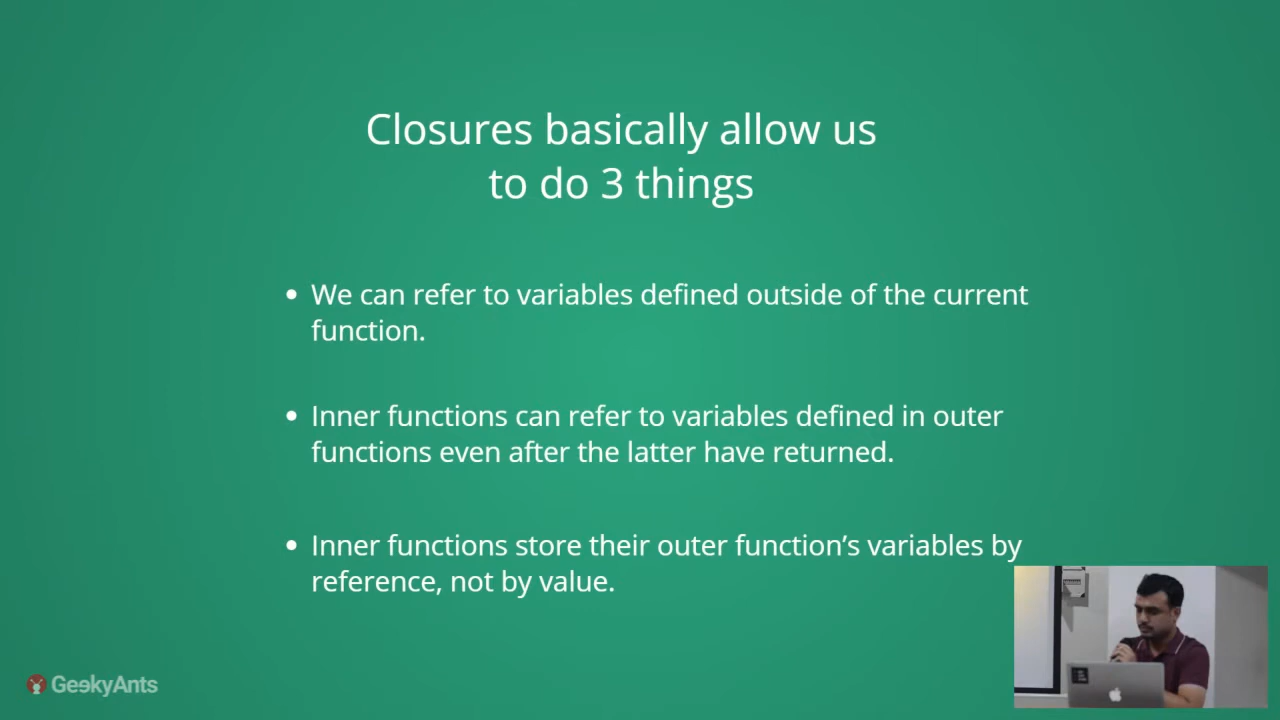 Closures basically allow us
to do 3 things
• We can refer to variables defined outside of the current
function.
• Inner functions can refer to variables defined in outer
functions even after the latter have returned.
• Inner functions store their outer function’s variables by
reference, not by value.
GeekyAnts